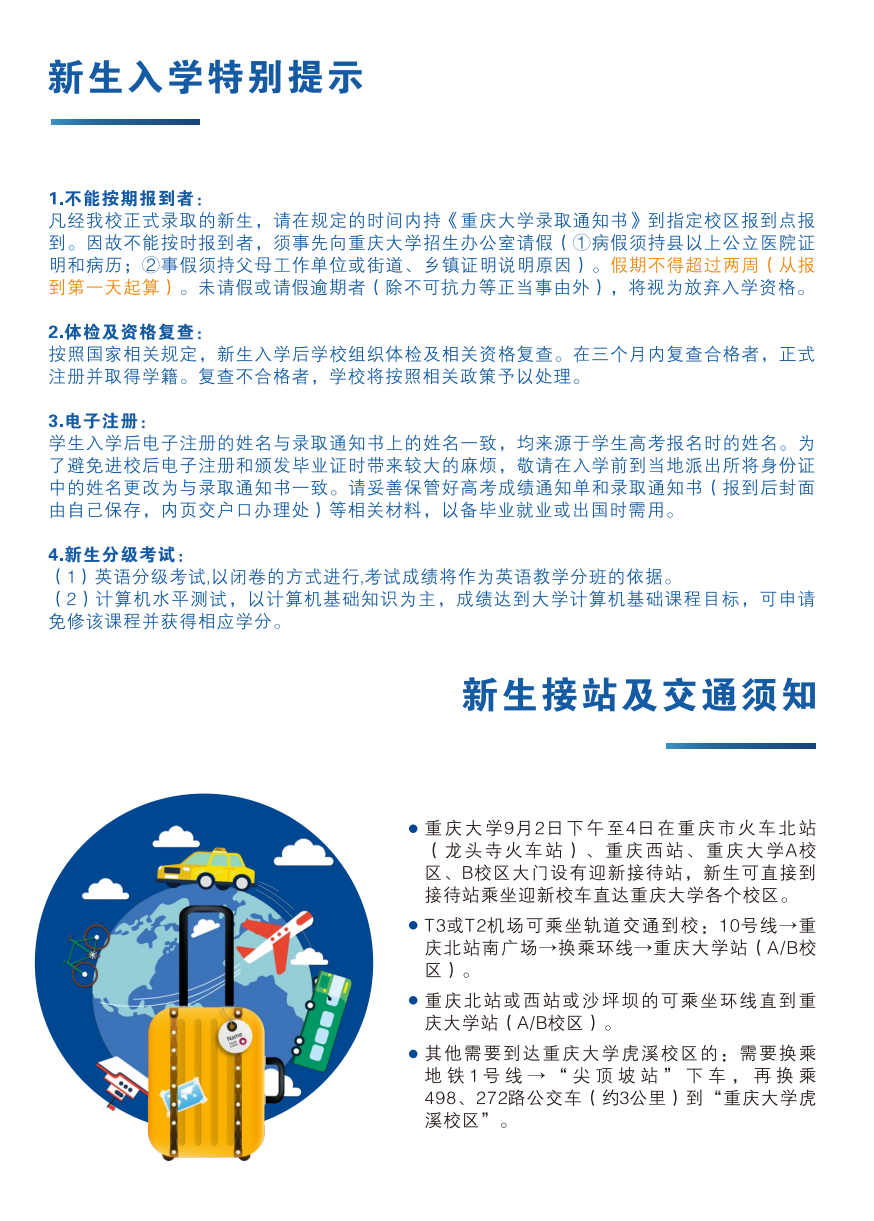 新生入学特别提示
1.不能按期报到者：
凡经我校正式录取的新生，请在规定的时间内持《重庆大学录取通知书》到指定校区报到点报
到。因故不能按时报到者，须事先向重庆大学招生办公室请假（①病假须持县以上公立医院证
明和病历；②事假须持父母工作单位或街道、乡镇证明说明原因）。假期不得超过两周（从报
到第一天起算）。未请假或请假逾期者（除不可抗力等正当事由外），将视为放弃入学资格。
2.体检及资格复查：
按照国家相关规定，新生入学后学校组织体检及相关资格复查。在三个月内复查合格者，正式
注册并取得学籍。复查不合格者，学校将按照相关政策予以处理。
3.电子注册：
学生入学后电子注册的姓名与录取通知书上的姓名一致，均来源于学生高考报名时的姓名。为
了避免进校后电子注册和颁发毕业证时带来较大的麻烦，敬请在入学前到当地派出所将身份证
中的姓名更改为与录取通知书一致。请妥善保管好高考成绩通知单和录取通知书（报到后封面
由自己保存，内页交户口办理处）等相关材料，以备毕业就业或出国时需用。
4.新生分级考试：
（1）英语分级考试,以闭卷的方式进行,考试成绩将作为英语教学分班的依据。
（2）计算机水平测试，以计算机基础知识为主，成绩达到大学计算机基础课程目标，可申请
免修该课程并获得相应学分。
新生接站及交通须知
● 重庆大学9月2日下午至4日在重庆市火车北站
（龙头寺火车站）、重庆西站、重庆大学A校
区、B校区大门设有迎新接待站，新生可直接到
接待站乘坐迎新校车直达重庆大学各个校区。
● T3或T2机场可乘坐轨道交通到校：10号线→重
庆北站南广场→换乘环线→重庆大学站（A/B校
区）。
● 重庆北站或西站或沙坪坝的可乘坐环线直到重
庆大学站（A/B校区）。
● 其他需要到达重庆大学虎溪校区的：需要换乘
地铁1号线→“尖顶坡站”下车，再换乘
498、272路公交车（约3公里）到“重庆大学虎
溪校区”。
Name